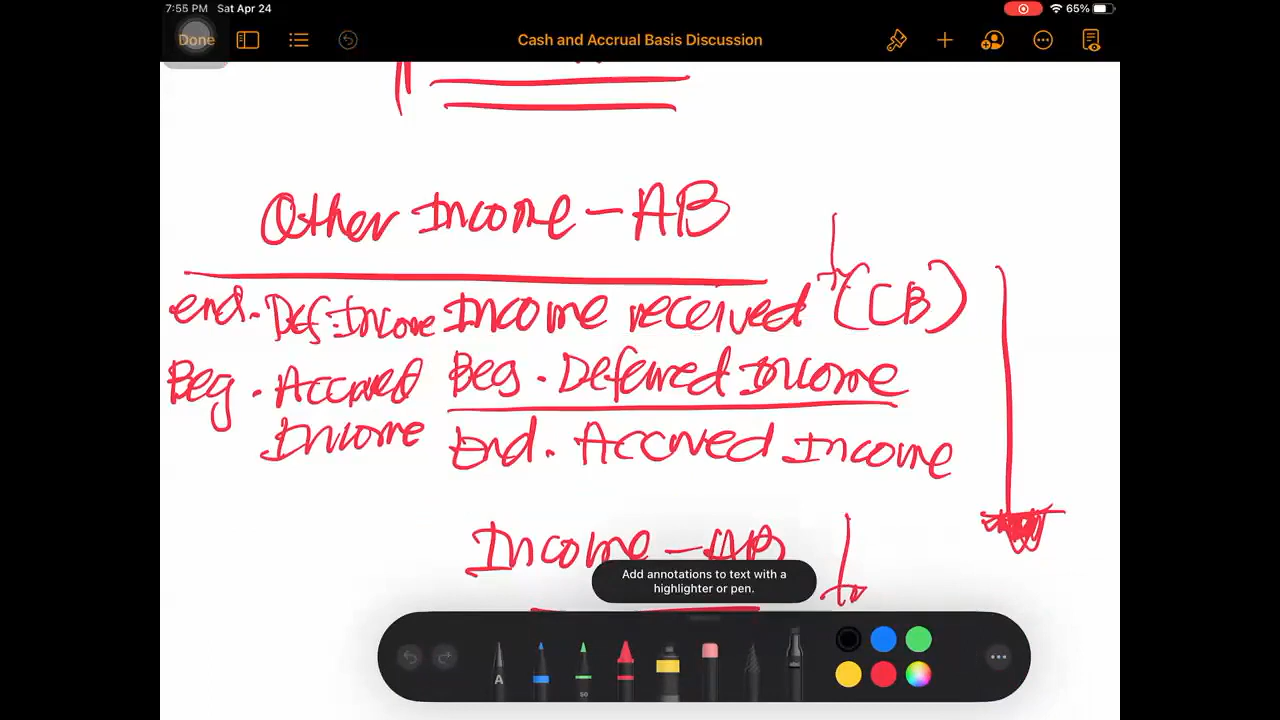 7:55 PM Sat Apr 24
65%
Done
Cash and Accrual Basis Discussion
Other Income - AB
end. Def. Income Income received (CB)
Beg. Accrued Beg. Deferred Income
Income End. Accrued Income
Income - AB
Add annotations to text with a
highlighter or pen.
A
50